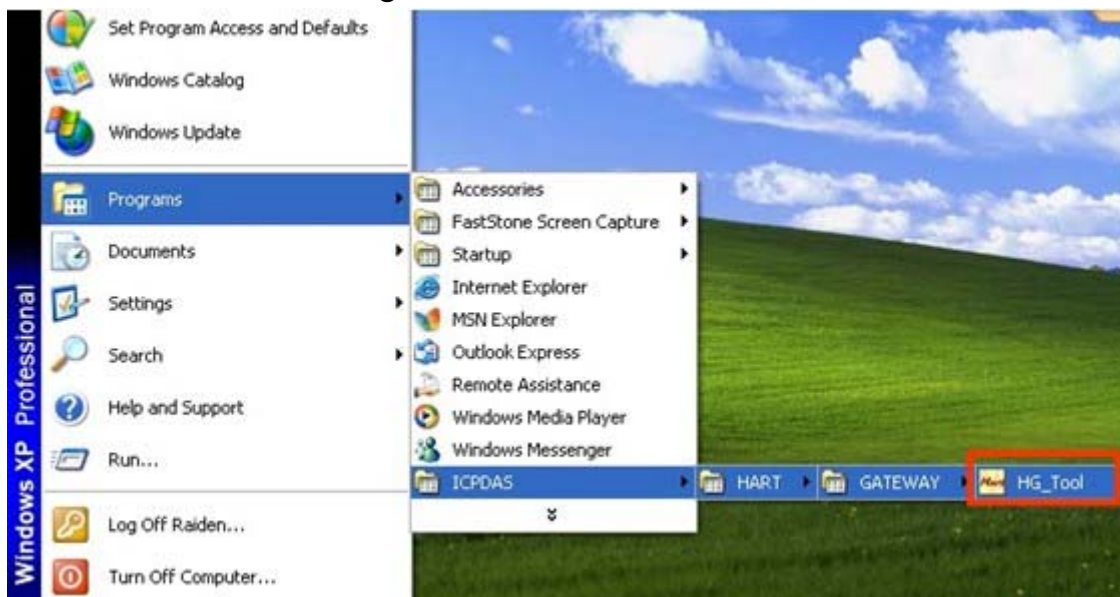 Set Program Access and Defaults
Windows Catalog
Windows Update
Programs
Documents
Settings
Search
Help and Support
Run...
Log Off Raiden...
Turn Off Computer...
Windows XP Professional
Accessories
FastStone Screen Capture
Startup
Internet Explorer
MSN Explorer
Outlook Express
Remote Assistance
Windows Media Player
Windows Messenger
ICPDAS
HART
GATEWAY
HG_Tool